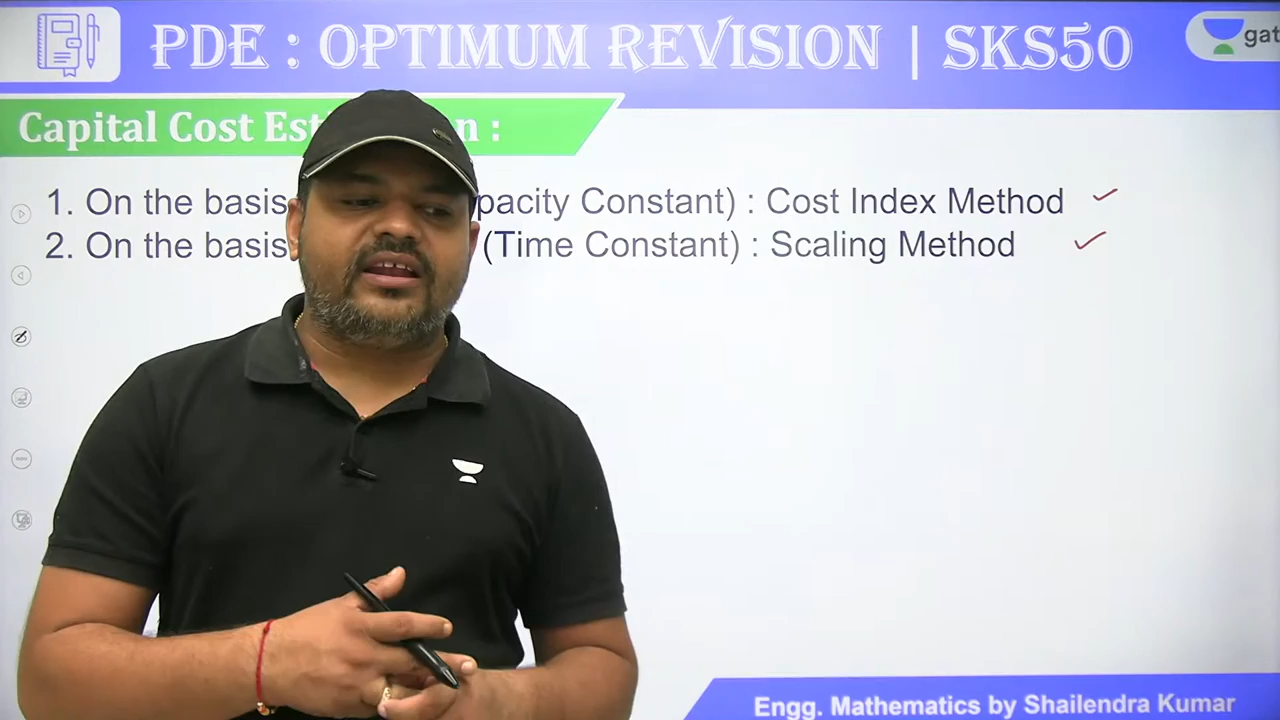 PDE : OPTIMUM REVISION | SKS50
gat
Capital Cost Est n :
1. On the basis pacity Constant) : Cost Index Method
2. On the basis (Time Constant) : Scaling Method
Engg. Mathematics by Shailendra Kumar